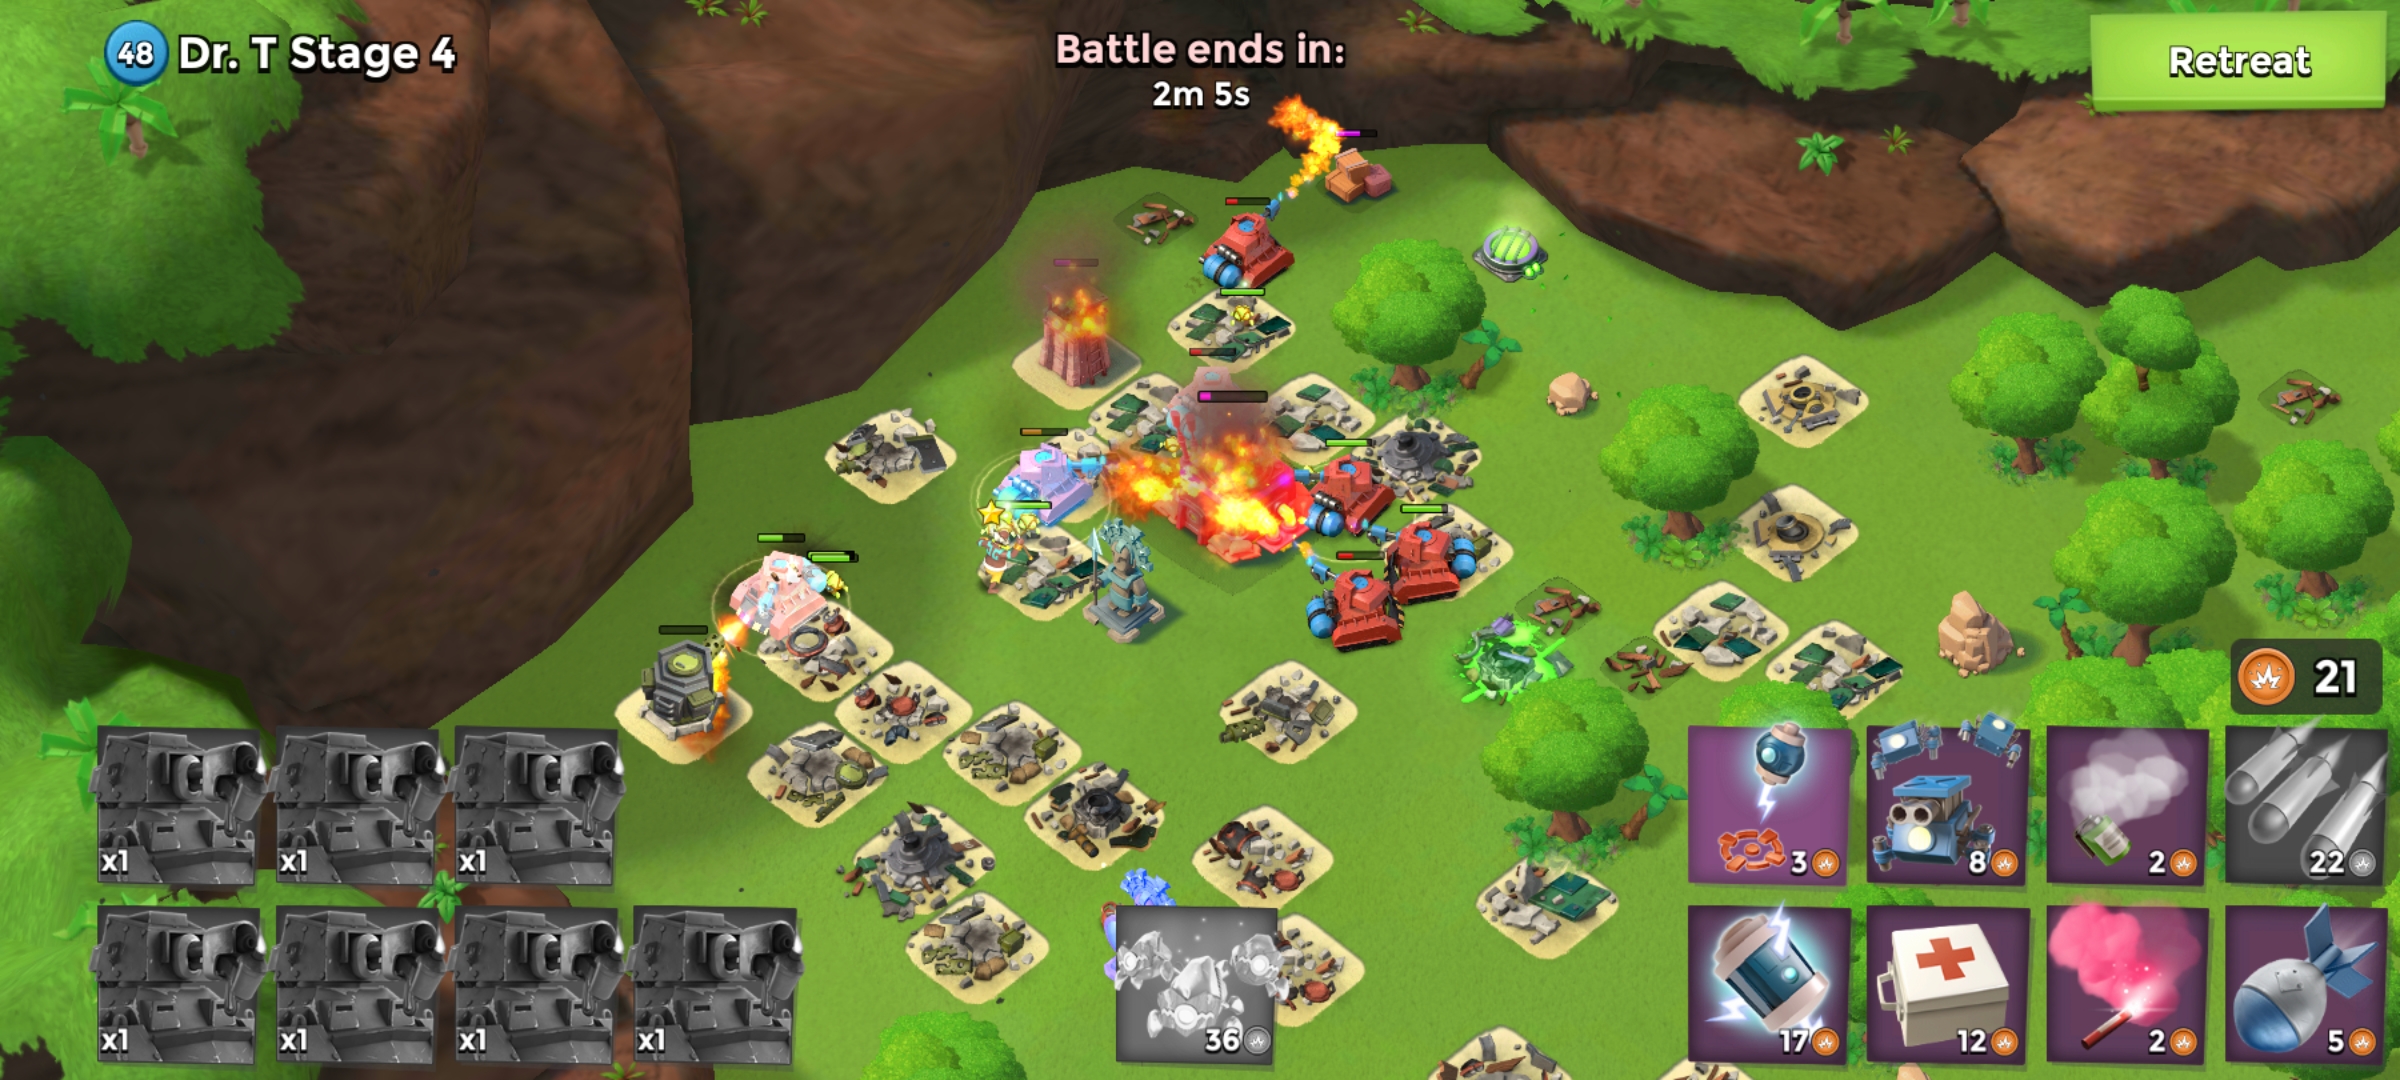 48 Dr. T Stage 4
Battle ends in:
2m 5s
Retreat
21
x1 x1 x1
3 8 2 22
x1 x1 x1 x1
36
17 12 2 5